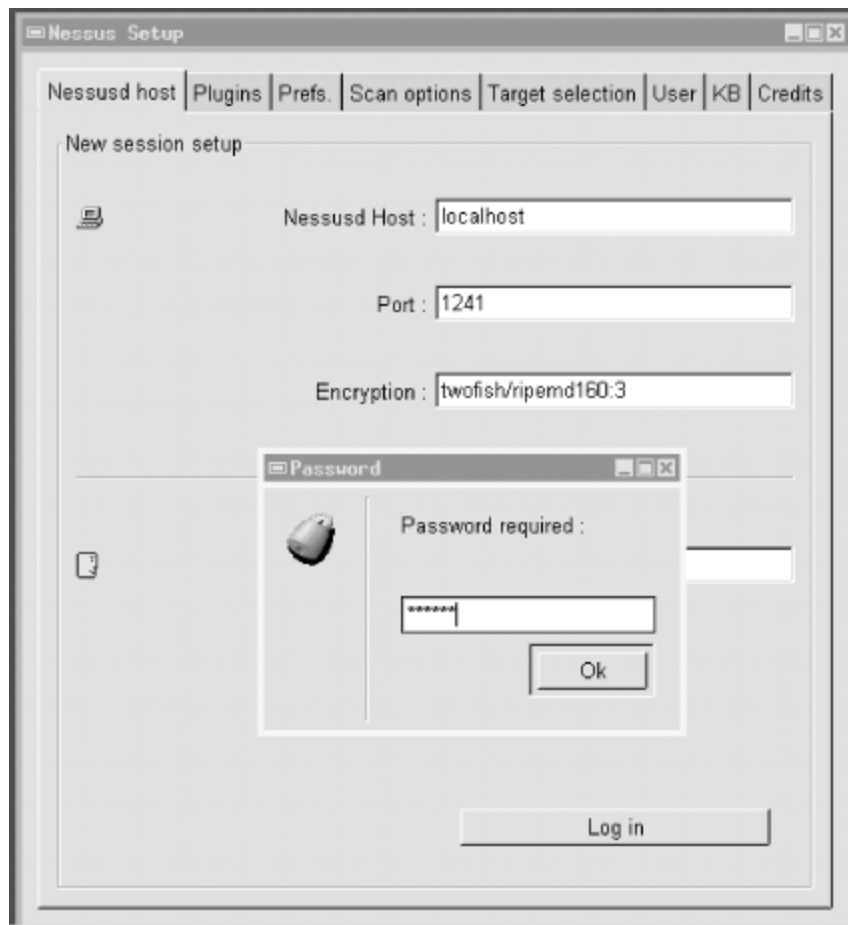 Nessus Setup
Nessusd host Plugins Prefs. Scan options Target selection User KB Credits
New session setup
Nessusd Host : localhost
Port : 1241
Encryption : twofish/ripemd160:3
Password
Password required :
******
Ok
Log in